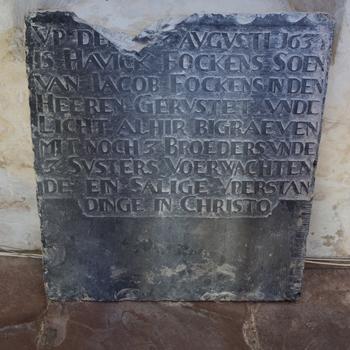 VP DE AVGVSTI 163
IS HAVICK FOCKENS SOEN
VAN IACOB FOCKENS IN DEN
HEEREN GERVSTET VNDE
LICHT ALHIR BIGRAEVEN
MIT NOCH 3 BROEDERS VNDE
3 SVSTERS VOERWACHTEN
DE EIN SALIGE VPERSTAN
DINGE IN CHRISTO